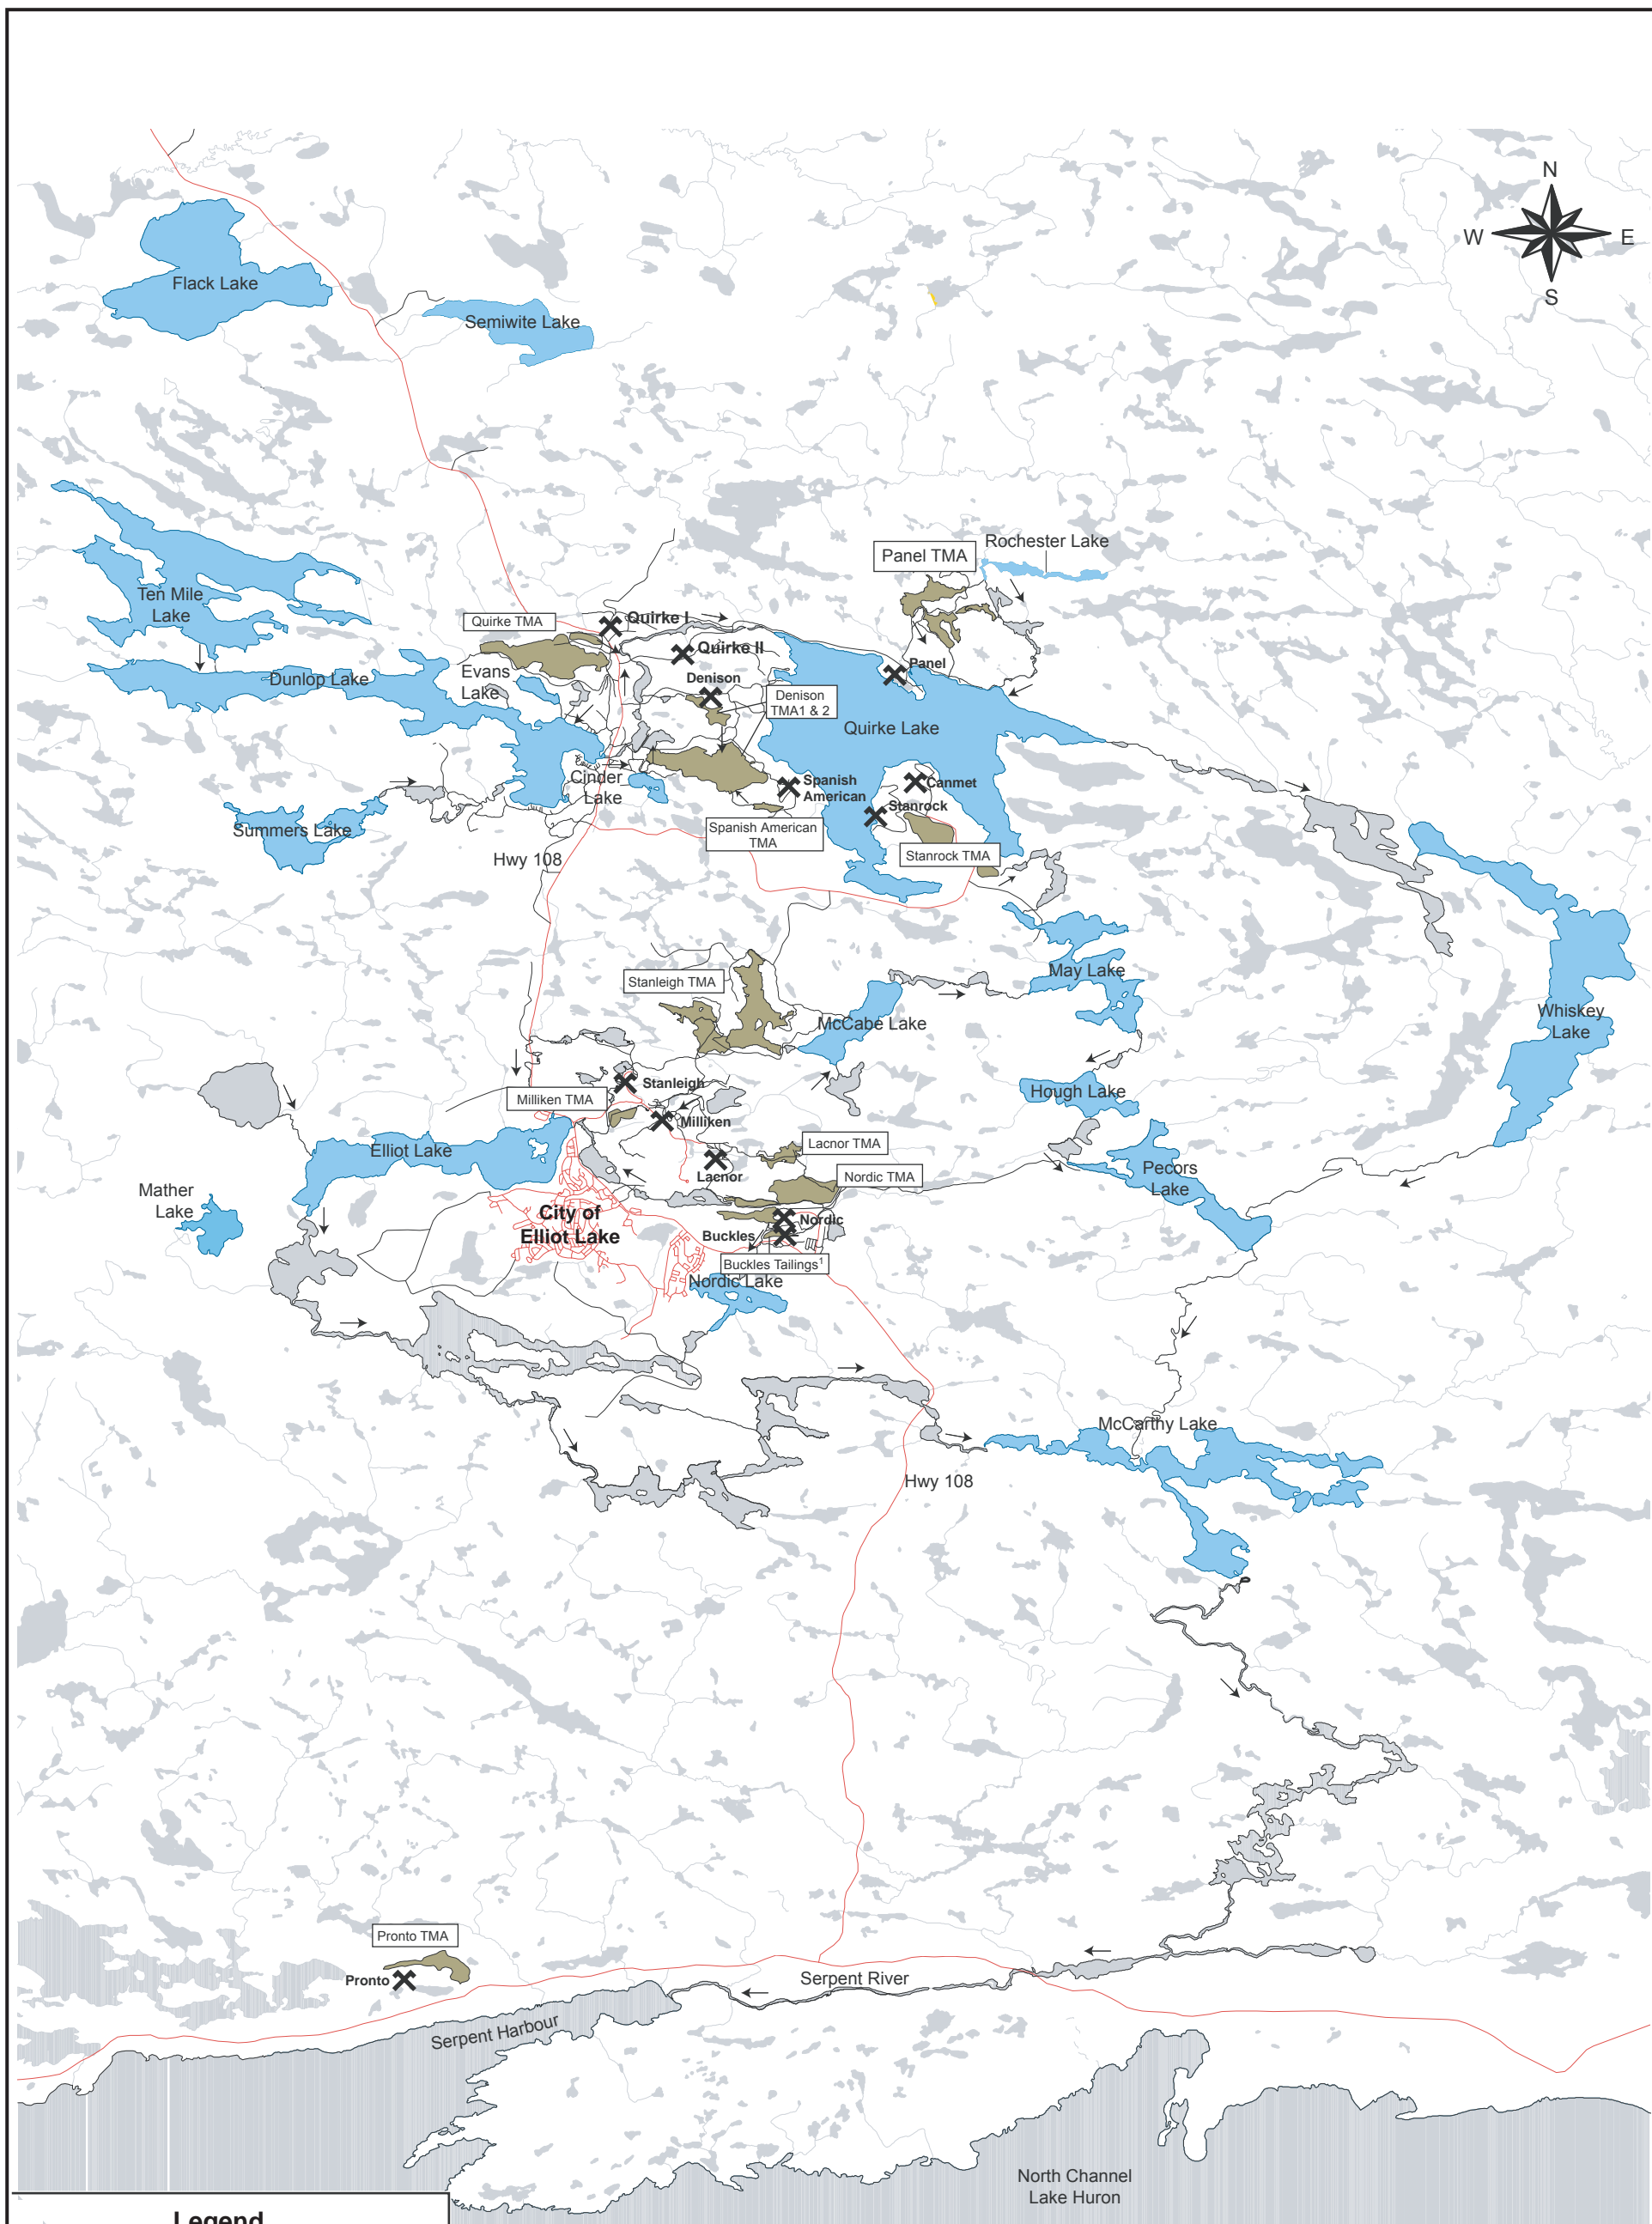 N
W
E
S
Flack Lake
Semiwite Lake
Rochester Lake
Panel TMA
Ten Mile
Lake
Quirke TMA
Quirke I
Quirke II
Panel
Evans
Lake
Dunlop Lake
Denison
Denison
TMA1 & 2
Quirke Lake
Cinder
Lake
Spanish
American
Canmet
Stanrock
Summers Lake
Spanish American
TMA
Hwy 108
Stanrock TMA
May Lake
Stanleigh TMA
McCabe Lake
Whiskey
Lake
Stanleigh
Milliken TMA
Hough Lake
Milliken
Elliot Lake
Lacnor TMA
Lacnor
Nordic TMA
Pecors
Lake
Mather
Lake
City of
Elliot Lake
Nordic
Buckles
Buckles Tailings¹
Nordic Lake
McCarthy Lake
Hwy 108
Pronto TMA
Pronto
Serpent River
Serpent Harbour
North Channel
Lake Huron
Legend